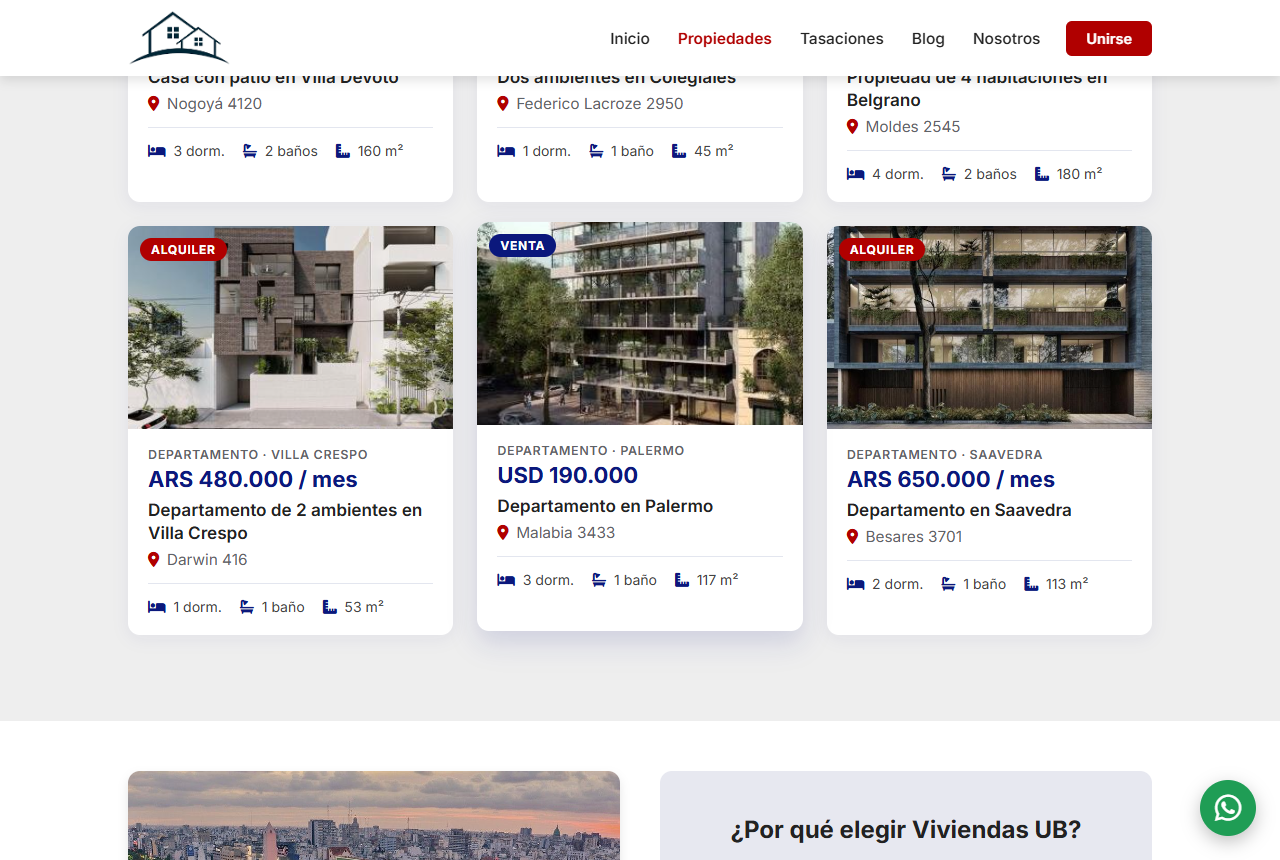 Inicio Propiedades Tasaciones Blog Nosotros Unirse
Casa con patio en Villa Devoto
Nogoyá 4120
3 dorm. 2 baños 160 m²
Dos ambientes en Colegiales
Federico Lacroze 2950
1 dorm. 1 baño 45 m²
Propiedad de 4 habitaciones en
Belgrano
Moldes 2545
4 dorm. 2 baños 180 m²
ALQUILER
DEPARTAMENTO · VILLA CRESPO
ARS 480.000 / mes
Departamento de 2 ambientes en
Villa Crespo
Darwin 416
1 dorm. 1 baño 53 m²
VENTA
DEPARTAMENTO · PALERMO
USD 190.000
Departamento en Palermo
Malabia 3433
3 dorm. 1 baño 117 m²
ALQUILER
DEPARTAMENTO · SAAVEDRA
ARS 650.000 / mes
Departamento en Saavedra
Besares 3701
2 dorm. 1 baño 113 m²
¿Por qué elegir Viviendas UB?